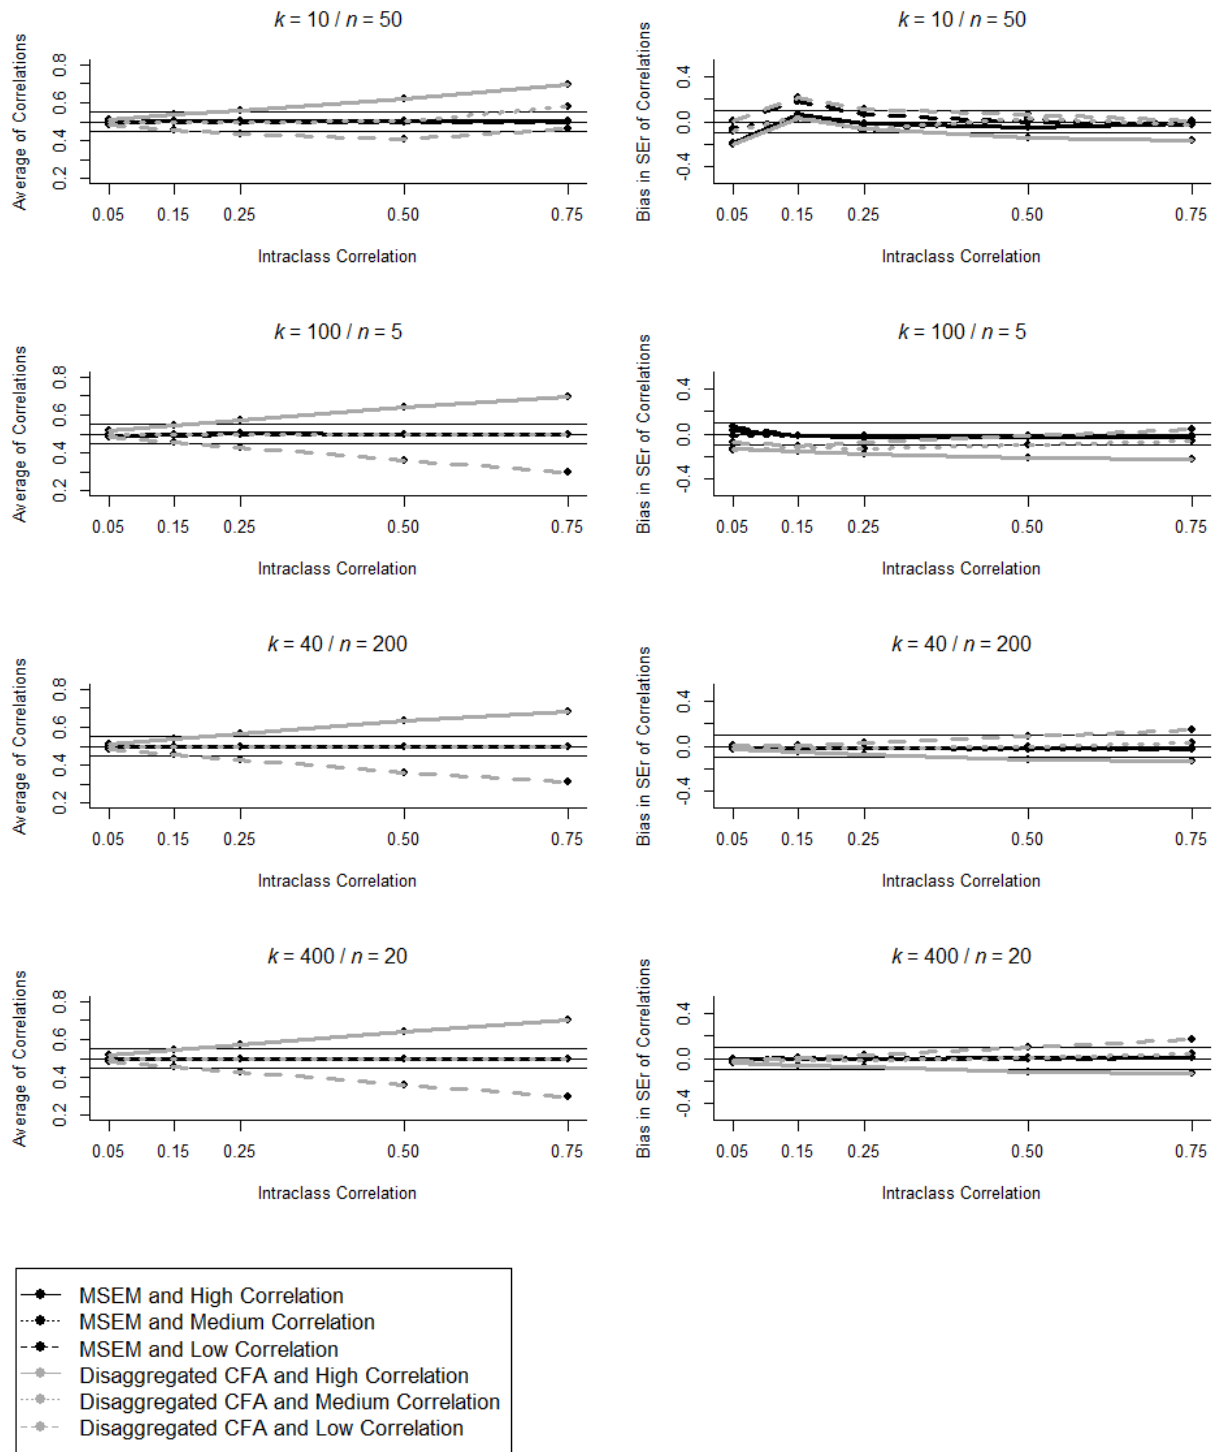 k = 10 / n = 50
Average of Correlations
0.2 0.4 0.6 0.8
0.05 0.15 0.25 0.50 0.75
Intraclass Correlation
k = 10 / n = 50
Bias in SEr of Correlations
-0.4 0.0 0.4
0.05 0.15 0.25 0.50 0.75
Intraclass Correlation
k = 100 / n = 5
Average of Correlations
0.2 0.4 0.6 0.8
0.05 0.15 0.25 0.50 0.75
Intraclass Correlation
k = 100 / n = 5
Bias in SEr of Correlations
-0.4 0.0 0.4
0.05 0.15 0.25 0.50 0.75
Intraclass Correlation
k = 40 / n = 200
Average of Correlations
0.2 0.4 0.6 0.8
0.05 0.15 0.25 0.50 0.75
Intraclass Correlation
k = 40 / n = 200
Bias in SEr of Correlations
-0.4 0.0 0.4
0.05 0.15 0.25 0.50 0.75
Intraclass Correlation
k = 400 / n = 20
Average of Correlations
0.2 0.4 0.6 0.8
0.05 0.15 0.25 0.50 0.75
Intraclass Correlation
k = 400 / n = 20
Bias in SEr of Correlations
-0.4 0.0 0.4
0.05 0.15 0.25 0.50 0.75
Intraclass Correlation
MSEM and High Correlation
MSEM and Medium Correlation
MSEM and Low Correlation
Disaggregated CFA and High Correlation
Disaggregated CFA and Medium Correlation
Disaggregated CFA and Low Correlation